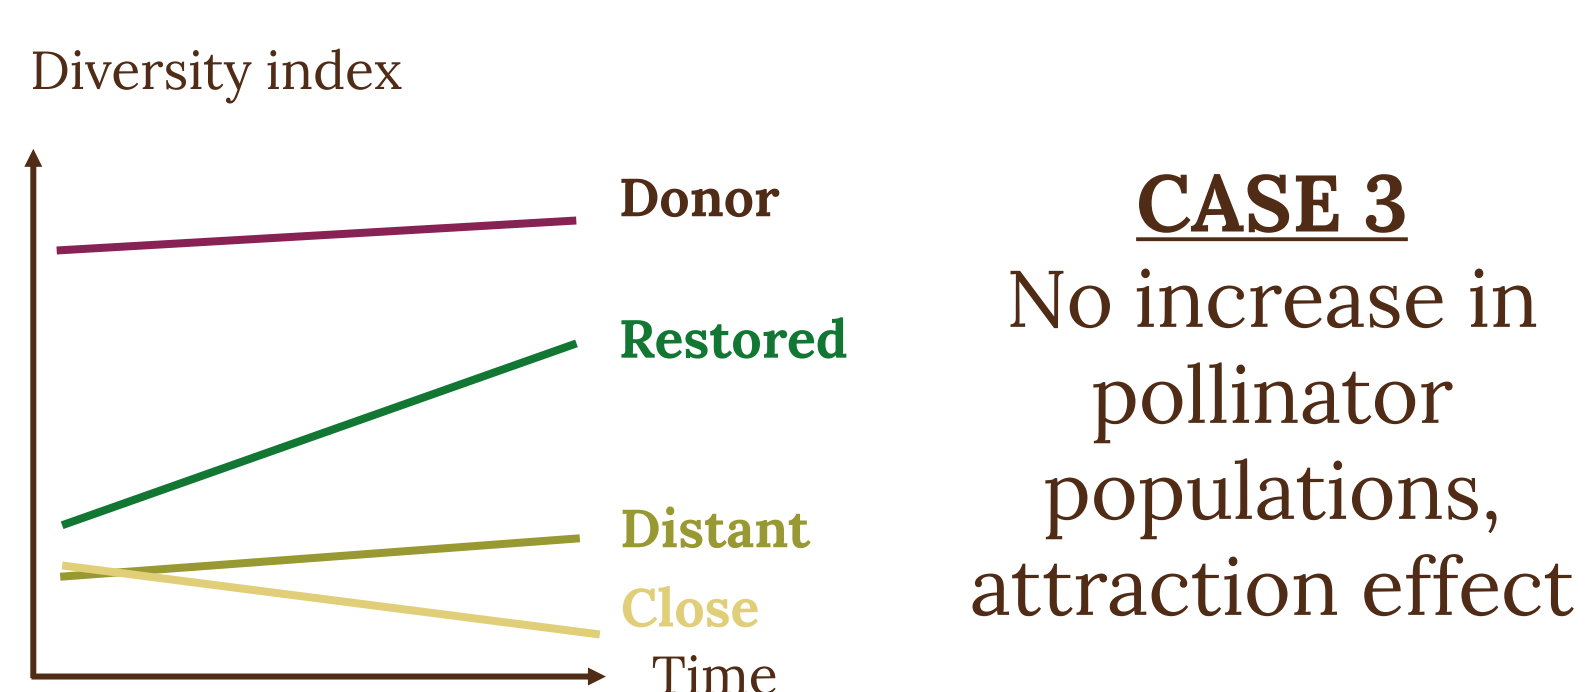 Diversity index
Donor
Restored
Distant
Close
Time
CASE 3
No increase in
pollinator
populations,
attraction effect